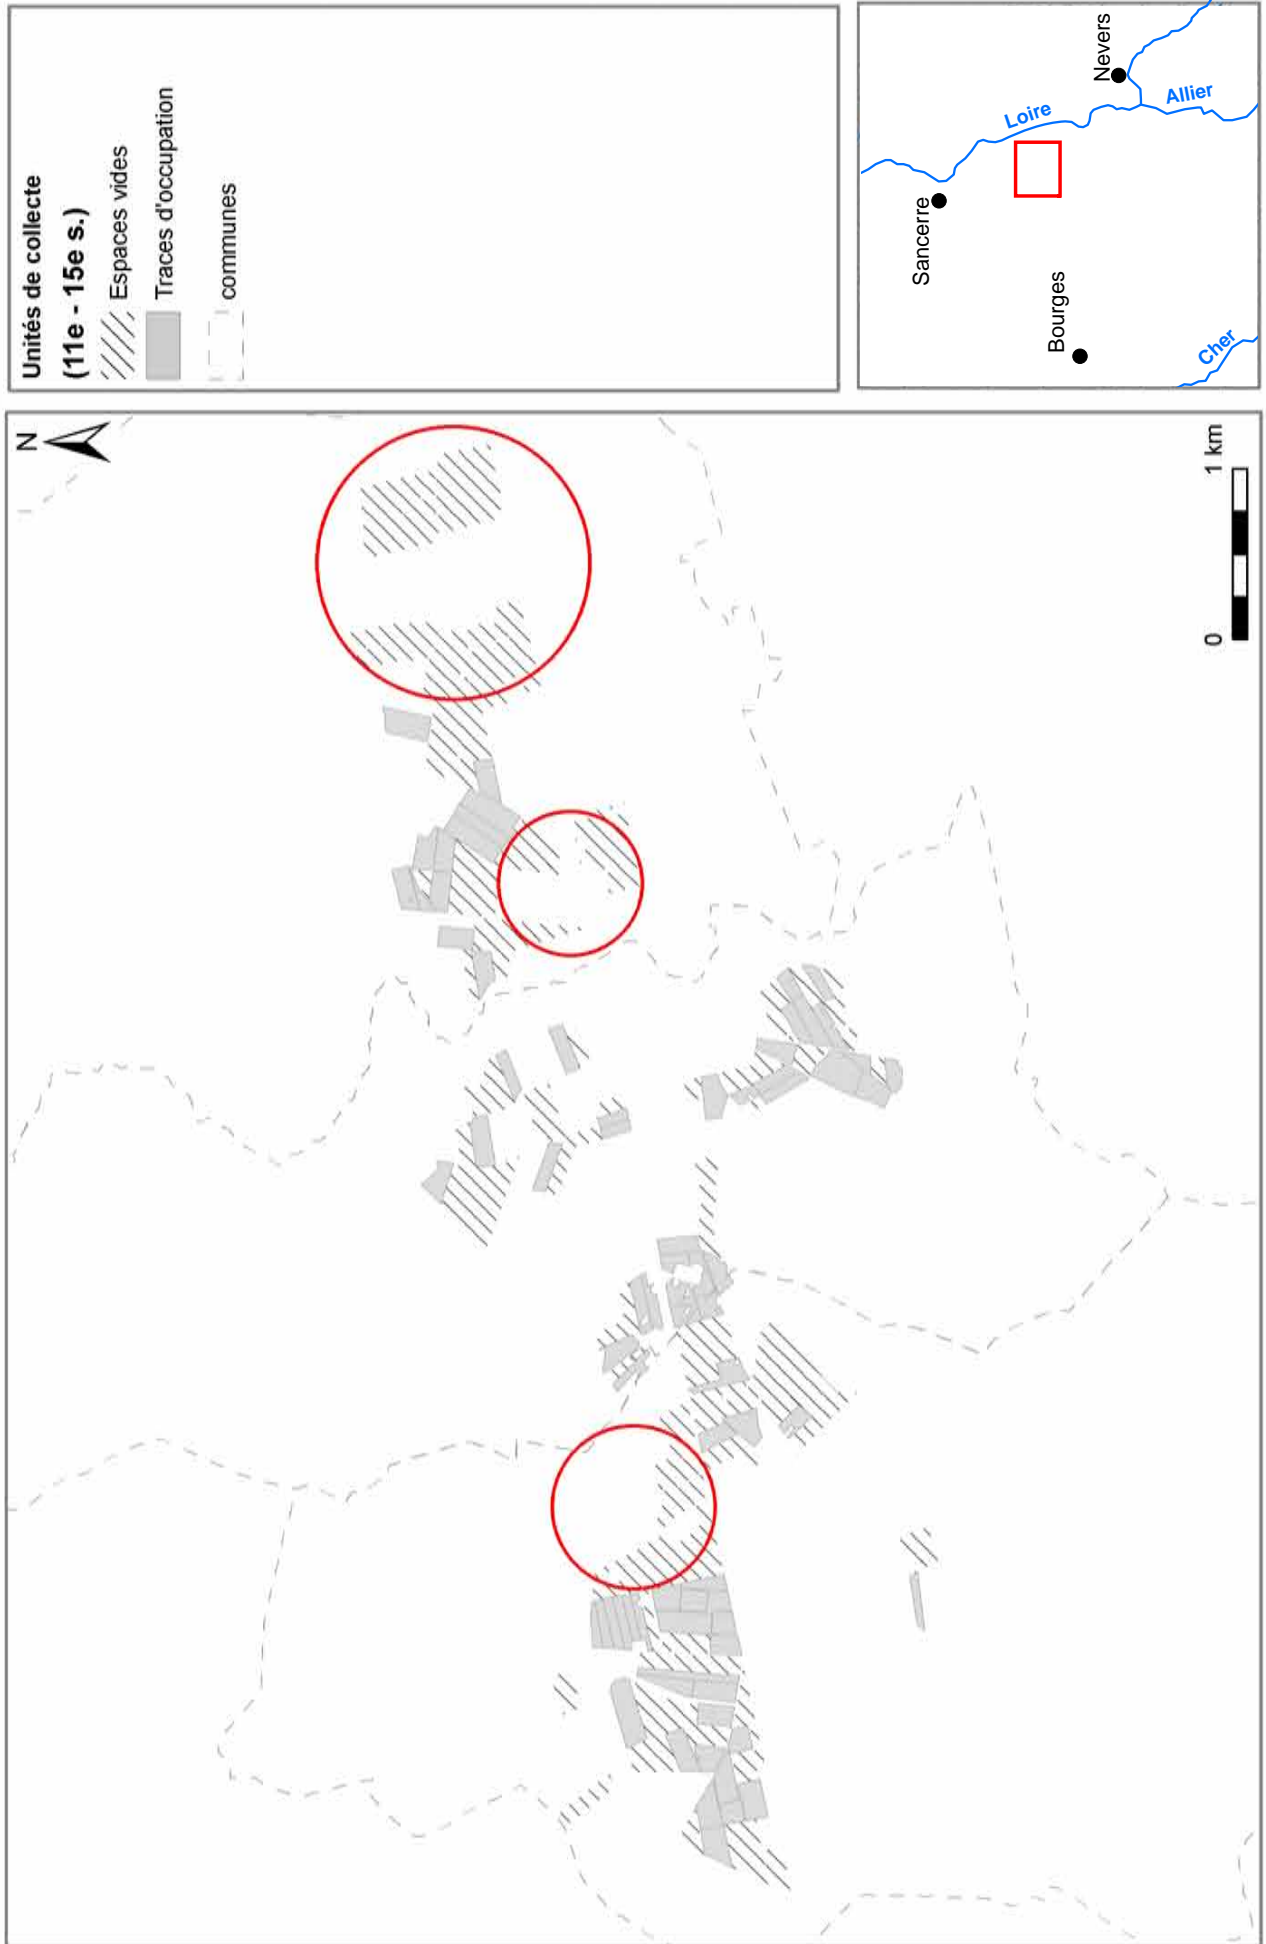 Unités de collecte
(11e - 15e s.)
Espaces vides
Traces d'occupation
communes
N
0
1 km
Sancerre
Bourges
Nevers
Loire
Allier
Cher